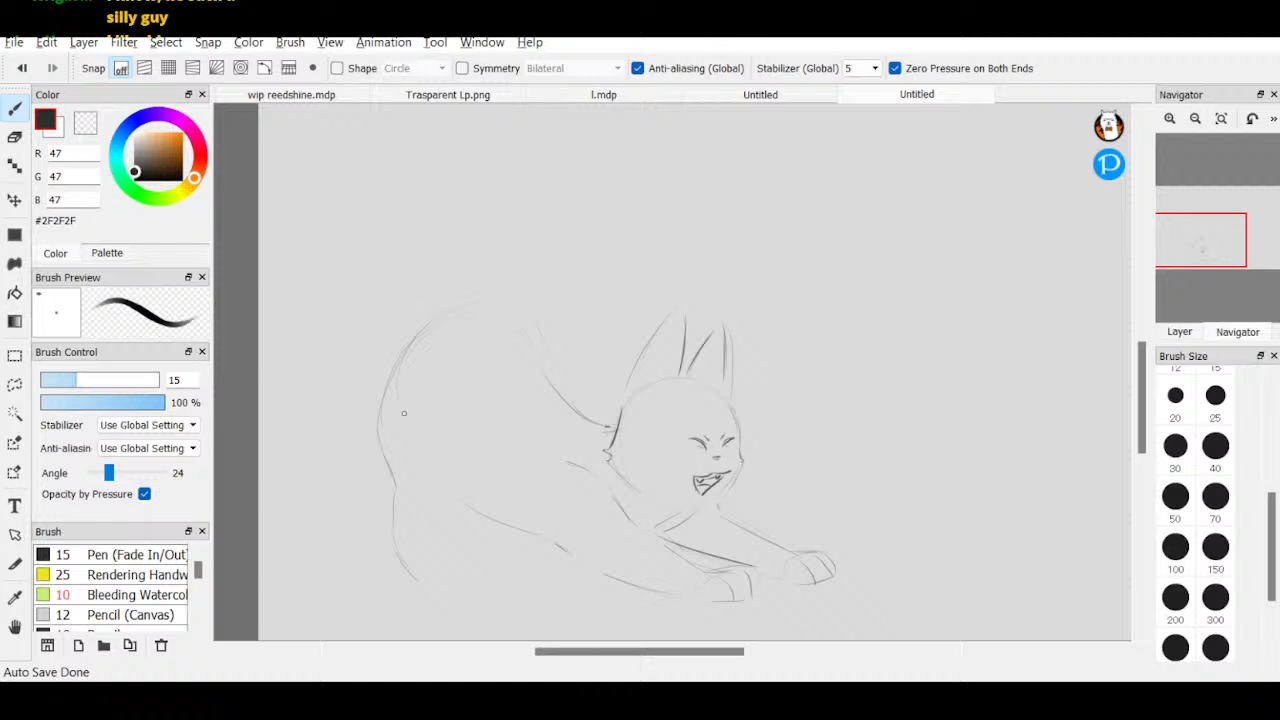 silly guy
File Edit Layer Filter Select Snap Color Brush View Animation Tool Window Help
Snap off Shape Circle Symmetry Bilateral Anti-aliasing (Global) Stabilizer (Global) 5 Zero Pressure on Both Ends
Color
wip reedshine.mdp Trasparent Lp.png l.mdp Untitled Untitled
Navigator
R 47
G 47
B 47
#2F2F2F
Color Palette
Brush Preview
Brush Control
15
100 %
Stabilizer Use Global Setting
Anti-aliasin Use Global Setting
Angle 24
Opacity by Pressure
Brush
15 Pen (Fade In/Out)
25 Rendering Handw
10 Bleeding Watercol
12 Pencil (Canvas)
Layer Navigator
Brush Size
12 15
20 25
30 40
50 70
100 150
200 300
Auto Save Done